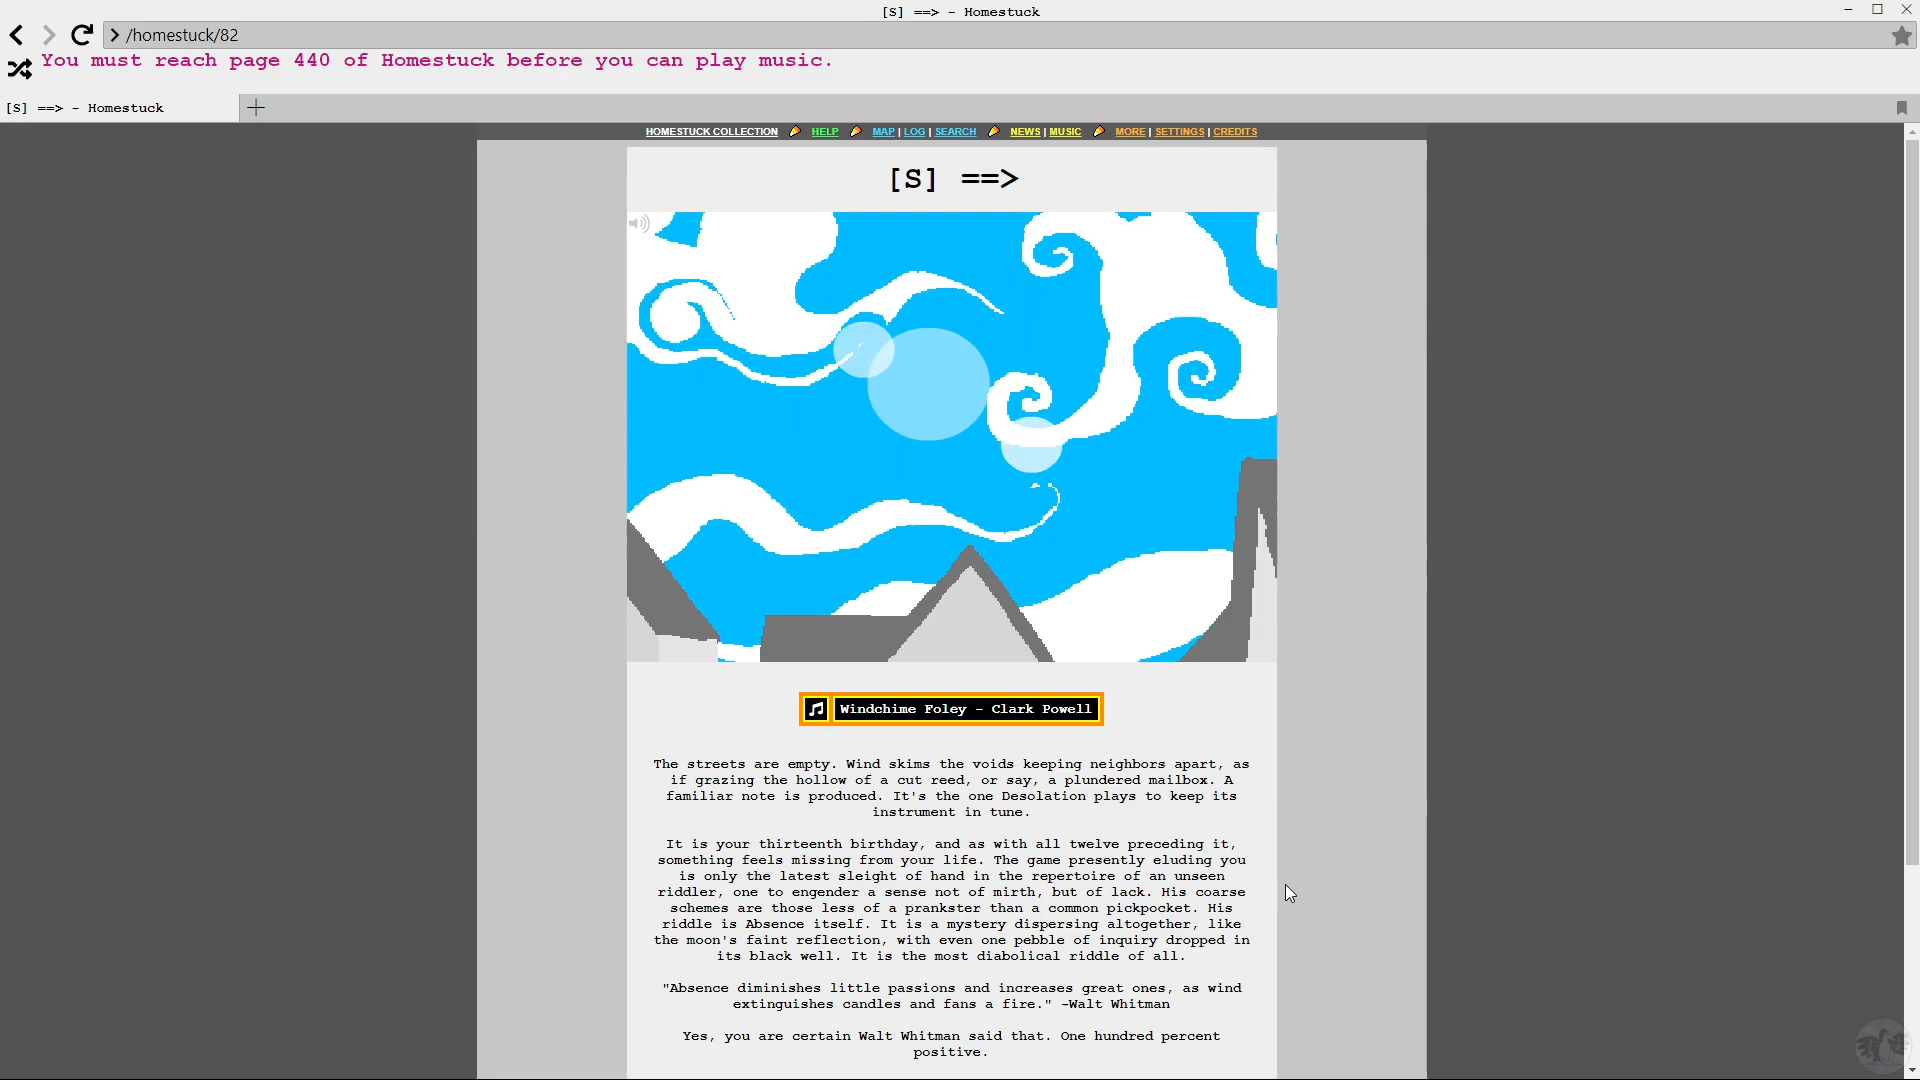 [S] ==> - Homestuck
/homestuck/82
You must reach page 440 of Homestuck before you can play music.
[S] ==> - Homestuck
HOMESTUCK COLLECTION HELP MAP | LOG | SEARCH NEWS | MUSIC MORE | SETTINGS | CREDITS
[S] ==>
Windchime Foley - Clark Powell
The streets are empty. Wind skims the voids keeping neighbors apart, as
if grazing the hollow of a cut reed, or say, a plundered mailbox. A
familiar note is produced. It's the one Desolation plays to keep its
instrument in tune.
It is your thirteenth birthday, and as with all twelve preceding it,
something feels missing from your life. The game presently eluding you
is only the latest sleight of hand in the repertoire of an unseen
riddler, one to engender a sense not of mirth, but of lack. His coarse
schemes are those less of a prankster than a common pickpocket. His
riddle is Absence itself. It is a mystery dispersing altogether, like
the moon's faint reflection, with even one pebble of inquiry dropped in
its black well. It is the most diabolical riddle of all.
"Absence diminishes little passions and increases great ones, as wind
extinguishes candles and fans a fire." -Walt Whitman
Yes, you are certain Walt Whitman said that. One hundred percent
positive.